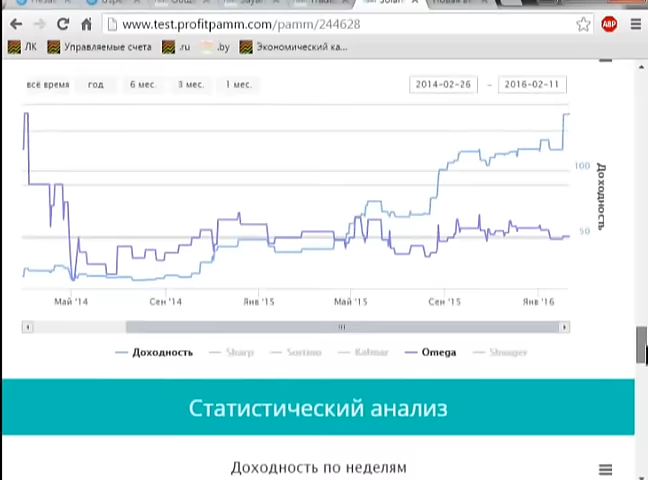 www.test.profitpamm.com/pamm/244628
ABP
ЛК Управляемые счета .ru .by Экономический ка...
всё время год 6 мес. 3 мес. 1 мес. 2014-02-26 – 2016-02-11
100
50
Доходность
Май '14 Сен '14 Янв '15 Май '15 Сен '15 Янв '16
Доходность Sharp Sortino Kalmar Omega Shwager
Статистический анализ
Доходность по неделям